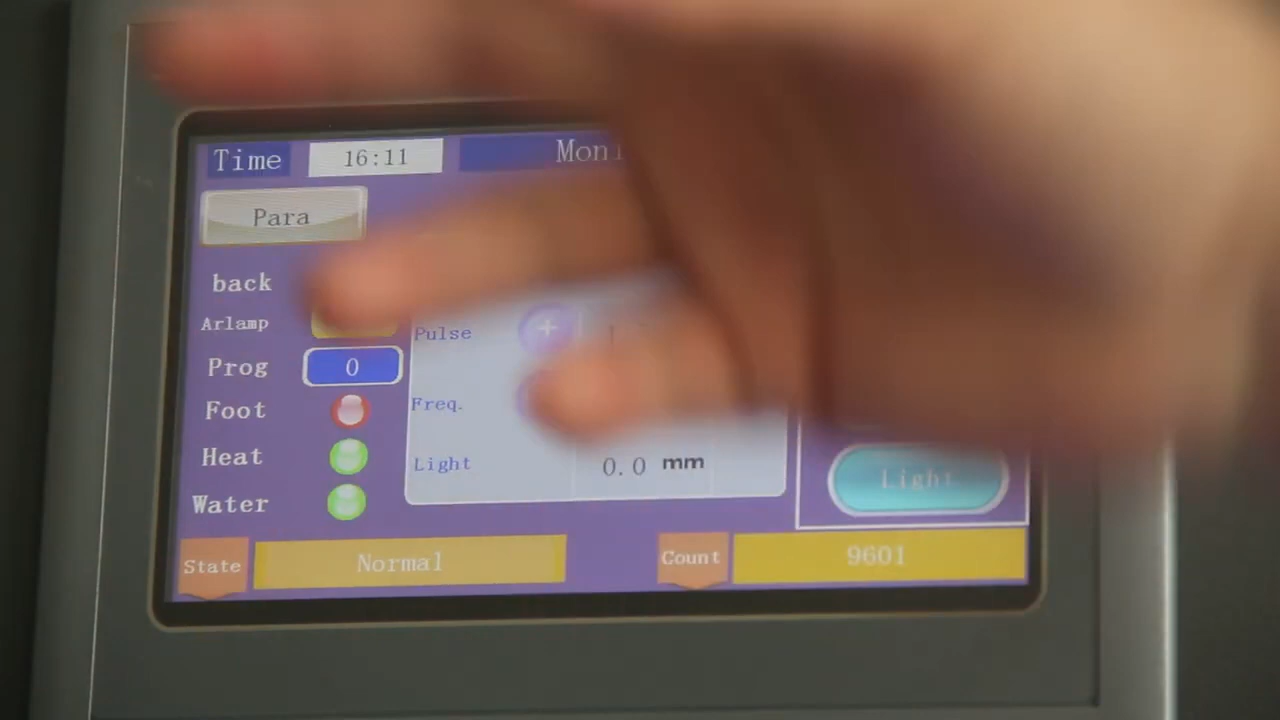 Time 16:11
Para
back
Arlamp
Pulse +
Prog 0
Freq.
Foot
Heat
Light 0.0 mm
Light
Water
State Normal Count 9601